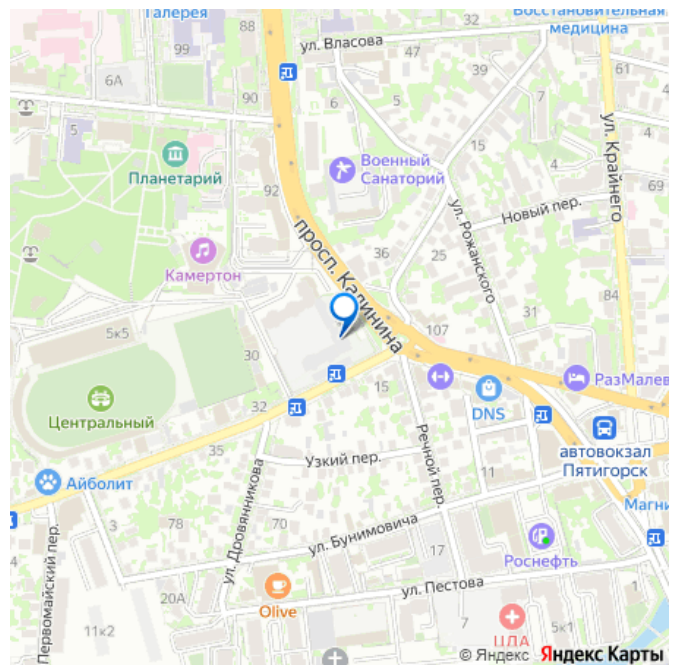 Галерея
88
Восстановительная
медицина
ул. Власова
99
47
32
39
61
6А
90
6
5
7
4
5
ул. Крайнего
Планетарий
Военный
Санаторий
15
4
69
92
Новый пер.
ул. Рожанского
просп. Калинина
Камертон
36
25
31
84
5к5
107
31
30
РазМалев
15
DNS
Центральный
32
35
автовокзал
Пятигорск
Речной пер.
Узкий пер.
11
Айболит
Магни
ул. Дровянникова
3
78
70
ул. Бунимовича
Первомайский пер.
17
Роснефть
ул. Пестова
20А
Olive
1
11к2
7
ЦЛА
5к1
© Яндекс Яндекс Карты